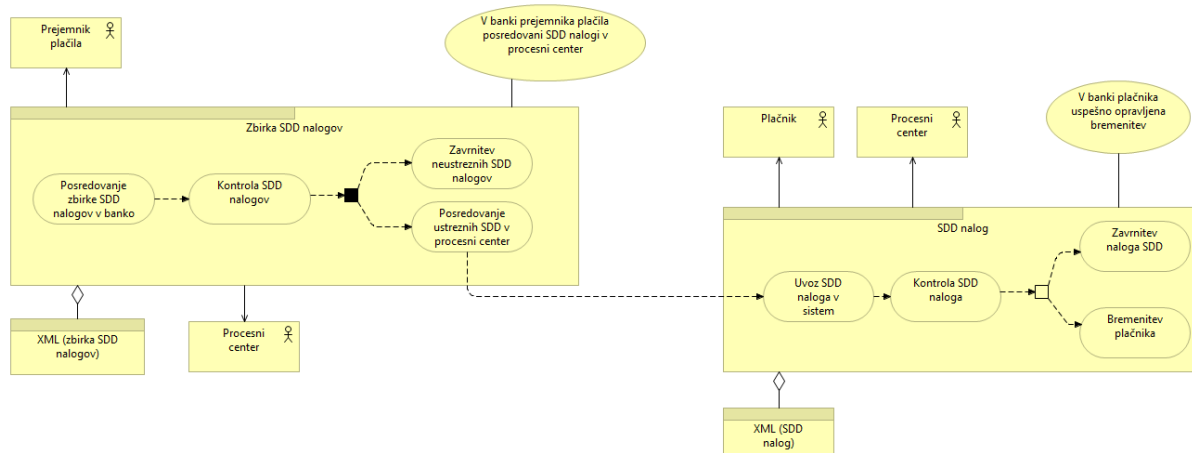 Prejemnik
plačila
V banki prejemnika plačila
posredovani SDD nalogi v
procesni center
Zbirka SDD nalogov
Posredovanje
zbirke SDD
nalogov v banko
Kontrola SDD
nalogov
Zavrnitev
neustreznih SDD
nalogov
Posredovanje
ustreznih SDD v
procesni center
XML (zbirka SDD
nalogov)
Procesni
center
Plačnik
Procesni
center
V banki plačnika
uspešno opravljena
bremenitev
SDD nalog
Uvoz SDD
naloga v
sistem
Kontrola SDD
naloga
Zavrnitev
naloga SDD
Bremenitev
plačnika
XML (SDD
nalog)